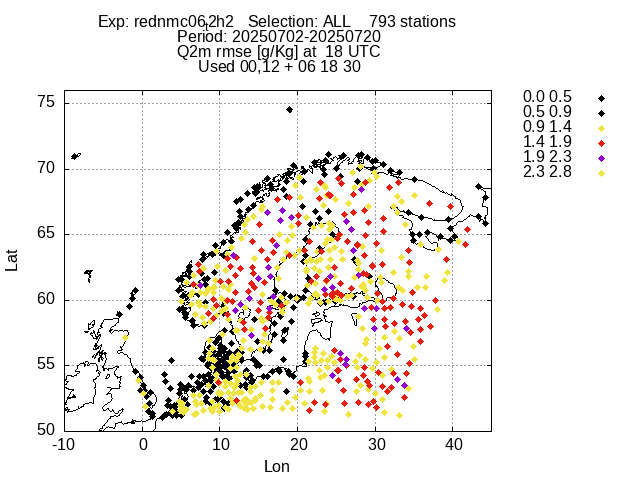 Exp: rednmc06 h2h2 Selection: ALL 793 stations
Period: 20250702-20250720
Q2m rmse [g/Kg] at 18 UTC
Used 00,12 + 06 18 30
0.0 0.5
0.5 0.9
0.9 1.4
1.4 1.9
1.9 2.3
2.3 2.8
75
70
65
60
55
50
Lat
-10 0 10 20 30 40
Lon